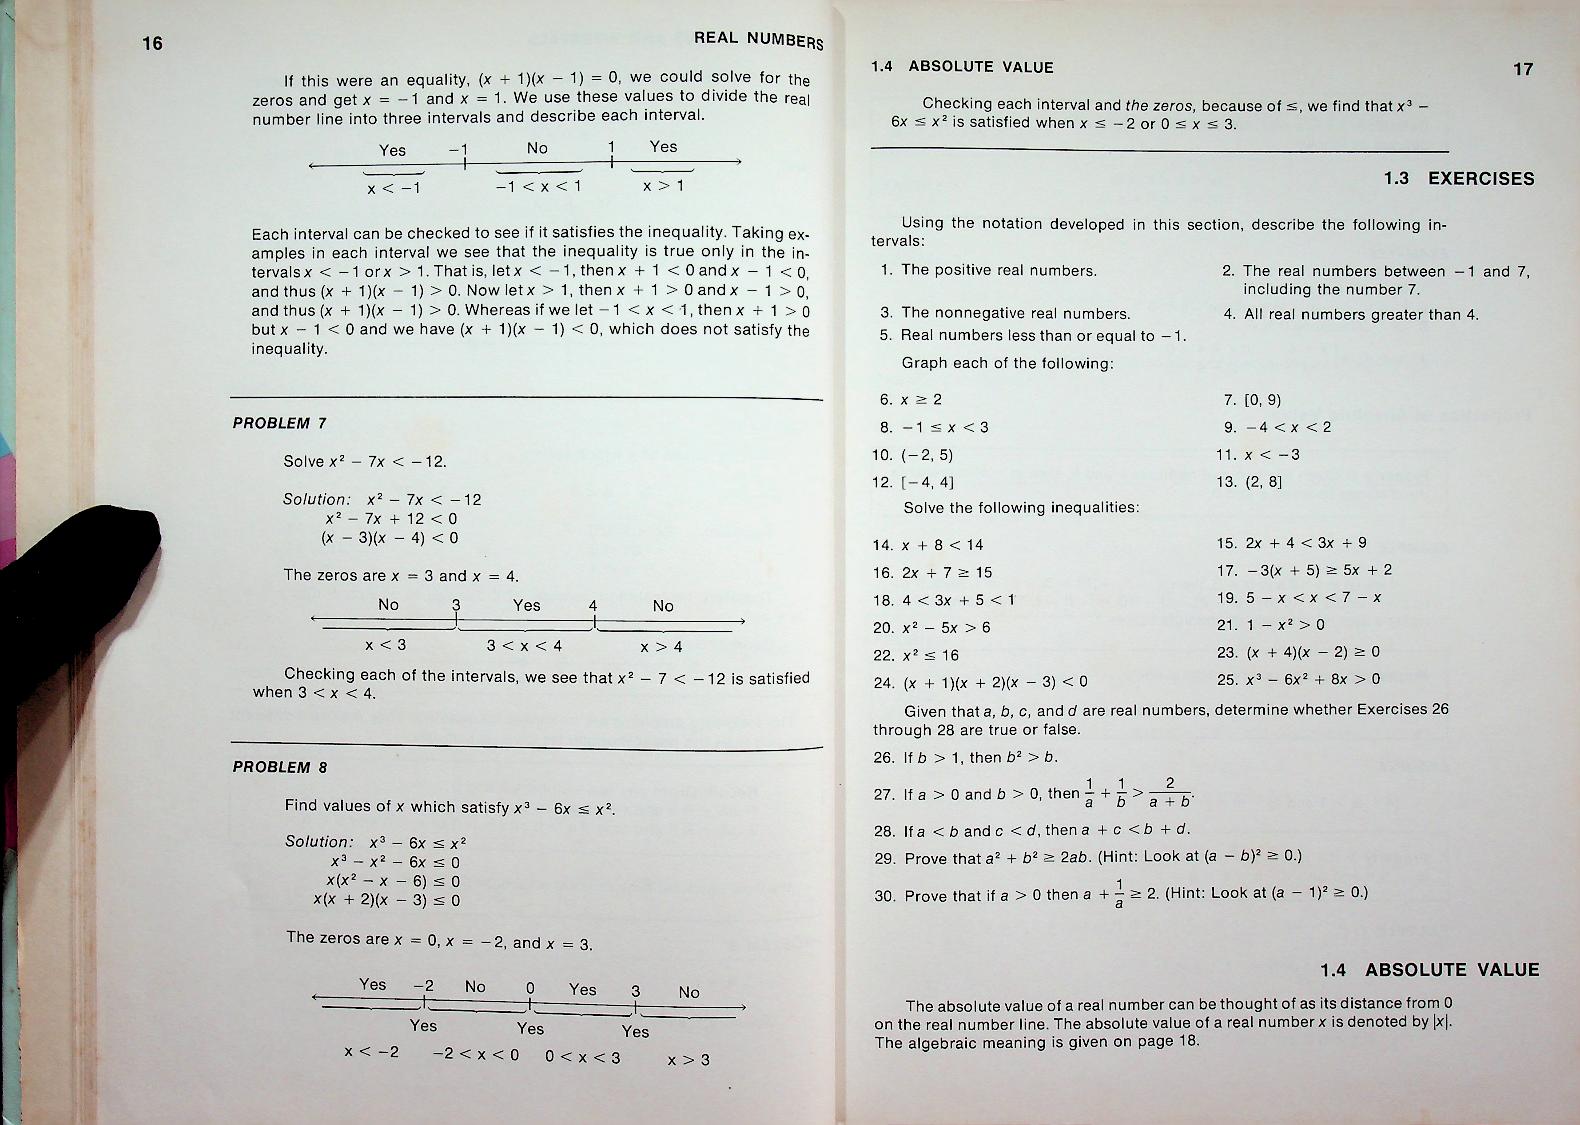 16
REAL NUMBERS
If this were an equality, (x + 1)(x − 1) = 0, we could solve for the
zeros and get x = −1 and x = 1. We use these values to divide the real
number line into three intervals and describe each interval.
Yes −1 No 1 Yes
x < −1 −1 < x < 1 x > 1
Each interval can be checked to see if it satisfies the inequality. Taking ex-
amples in each interval we see that the inequality is true only in the in-
tervals x < −1 or x > 1. That is, let x < −1, then x + 1 < 0 and x − 1 < 0,
and thus (x + 1)(x − 1) > 0. Now let x > 1, then x + 1 > 0 and x − 1 > 0,
and thus (x + 1)(x − 1) > 0. Whereas if we let −1 < x < 1, then x + 1 > 0
but x − 1 < 0 and we have (x + 1)(x − 1) < 0, which does not satisfy the
inequality.
PROBLEM 7
Solve x² − 7x < −12.
Solution: x² − 7x < −12
x² − 7x + 12 < 0
(x − 3)(x − 4) < 0
The zeros are x = 3 and x = 4.
No 3 Yes 4 No
x < 3 3 < x < 4 x > 4
Checking each of the intervals, we see that x² − 7 < −12 is satisfied
when 3 < x < 4.
PROBLEM 8
Find values of x which satisfy x³ − 6x ≤ x².
Solution: x³ − 6x ≤ x²
x³ − x² − 6x ≤ 0
x(x² − x − 6) ≤ 0
x(x + 2)(x − 3) ≤ 0
The zeros are x = 0, x = −2, and x = 3.
Yes −2 No 0 Yes 3 No
Yes Yes Yes
x < −2 −2 < x < 0 0 < x < 3 x > 3
1.4 ABSOLUTE VALUE
17
Checking each interval and the zeros, because of ≤, we find that x³ −
6x ≤ x² is satisfied when x ≤ −2 or 0 ≤ x ≤ 3.
1.3 EXERCISES
Using the notation developed in this section, describe the following in-
tervals:
1. The positive real numbers.
2. The real numbers between −1 and 7,
including the number 7.
3. The nonnegative real numbers.
4. All real numbers greater than 4.
5. Real numbers less than or equal to −1.
Graph each of the following:
6. x ≥ 2
7. [0, 9)
8. −1 ≤ x < 3
9. −4 < x < 2
10. (−2, 5)
11. x < −3
12. [−4, 4]
13. (2, 8]
Solve the following inequalities:
14. x + 8 < 14
15. 2x + 4 < 3x + 9
16. 2x + 7 ≥ 15
17. −3(x + 5) ≥ 5x + 2
18. 4 < 3x + 5 < 1
19. 5 − x < x < 7 − x
20. x² − 5x > 6
21. 1 − x² > 0
22. x² ≤ 16
23. (x + 4)(x − 2) ≥ 0
24. (x + 1)(x + 2)(x − 3) < 0
25. x³ − 6x² + 8x > 0
Given that a, b, c, and d are real numbers, determine whether Exercises 26
through 28 are true or false.
26. If b > 1, then b² > b.
27. If a > 0 and b > 0, then 1/a + 1/b > 2/(a + b).
28. If a < b and c < d, then a + c < b + d.
29. Prove that a² + b² ≥ 2ab. (Hint: Look at (a − b)² ≥ 0.)
30. Prove that if a > 0 then a + 1/a ≥ 2. (Hint: Look at (a − 1)² ≥ 0.)
1.4 ABSOLUTE VALUE
The absolute value of a real number can be thought of as its distance from 0
on the real number line. The absolute value of a real number x is denoted by |x|.
The algebraic meaning is given on page 18.